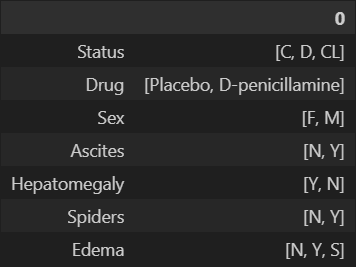 0
Status [C, D, CL]
Drug [Placebo, D-penicillamine]
Sex [F, M]
Ascites [N, Y]
Hepatomegaly [Y, N]
Spiders [N, Y]
Edema [N, Y, S]